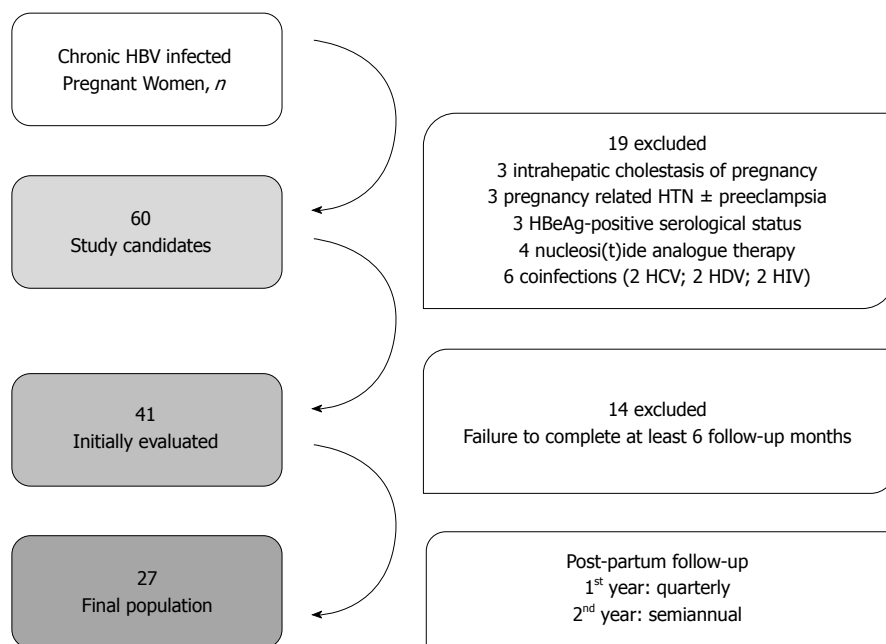 Chronic HBV infected
Pregnant Women, n
60
Study candidates
19 excluded
3 intrahepatic cholestasis of pregnancy
3 pregnancy related HTN ± preeclampsia
3 HBeAg-positive serological status
4 nucleosi(t)ide analogue therapy
6 coinfections (2 HCV; 2 HDV; 2 HIV)
41
Initially evaluated
14 excluded
Failure to complete at least 6 follow-up months
27
Final population
Post-partum follow-up
1st year: quarterly
2nd year: semiannual